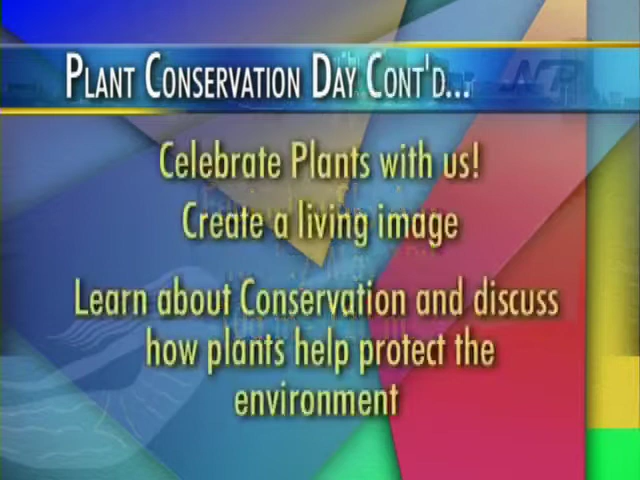 PLANT CONSERVATION DAY CONT'D...
Celebrate Plants with us!
Create a living image
Learn about Conservation and discuss
how plants help protect the
environment